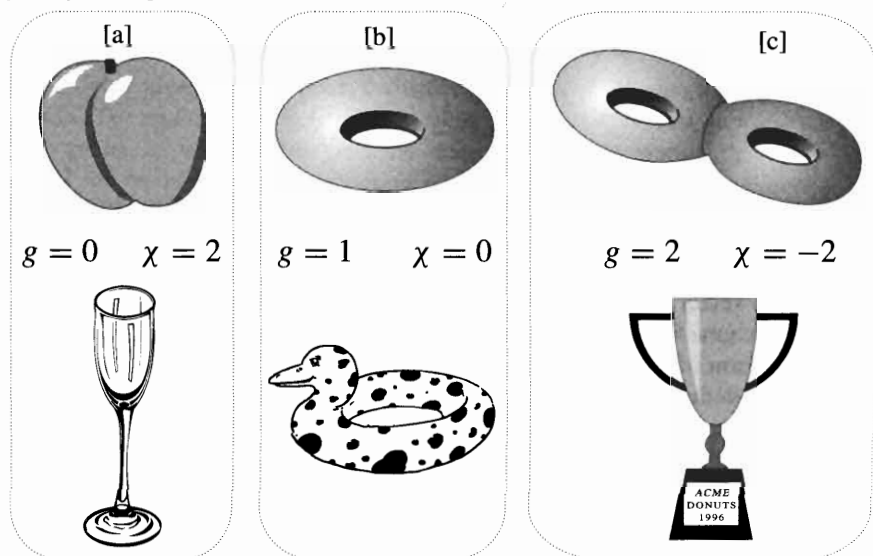 [a]
[b]
[c]
g = 0 χ = 2
g = 1 χ = 0
g = 2 χ = −2
ACME
DONUTS
1996